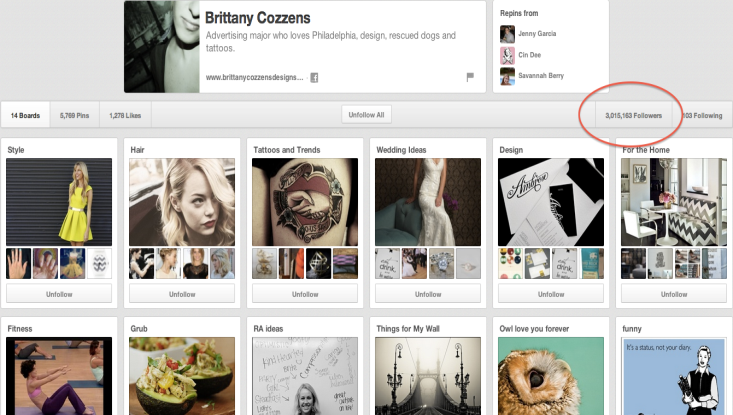 Brittany Cozzens
Advertising major who loves Philadelphia, design, rescued dogs and
tattoos.
www.brittanycozzensdesigns...
Repins from
Jenny Garcia
Cin Dee
Savannah Berry
14 Boards
5,769 Pins
1,278 Likes
Unfollow All
3,015,163 Followers
103 Following
Style
Hair
Tattoos and Trends
Wedding Ideas
Design
For the Home
Ambrose
drink.
drink.
Unfollow
Unfollow
Unfollow
Unfollow
Unfollow
Unfollow
Fitness
Grub
RA ideas
Things for My Wall
Owl love you forever
funny
It's a status, not your diary.